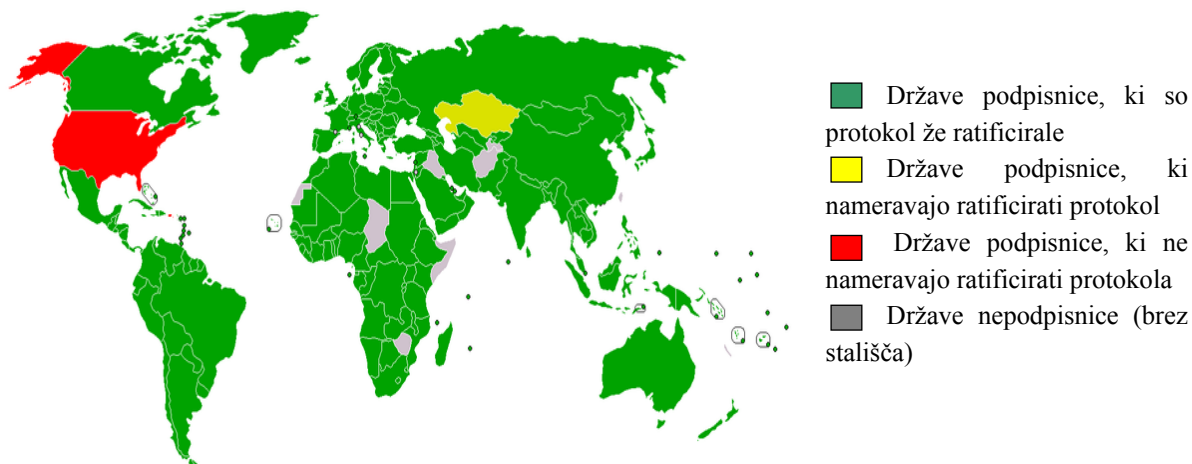 Države podpisnice, ki so
protokol že ratificirale
Države podpisnice, ki
nameravajo ratificirati protokol
Države podpisnice, ki ne
nameravajo ratificirati protokola
Države nepodpisnice (brez
stališča)